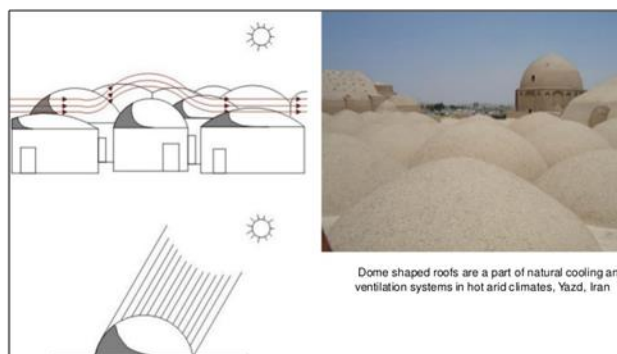 Dome shaped roofs are a part of natural cooling an
ventilation systems in hot arid climates, Yazd, Iran